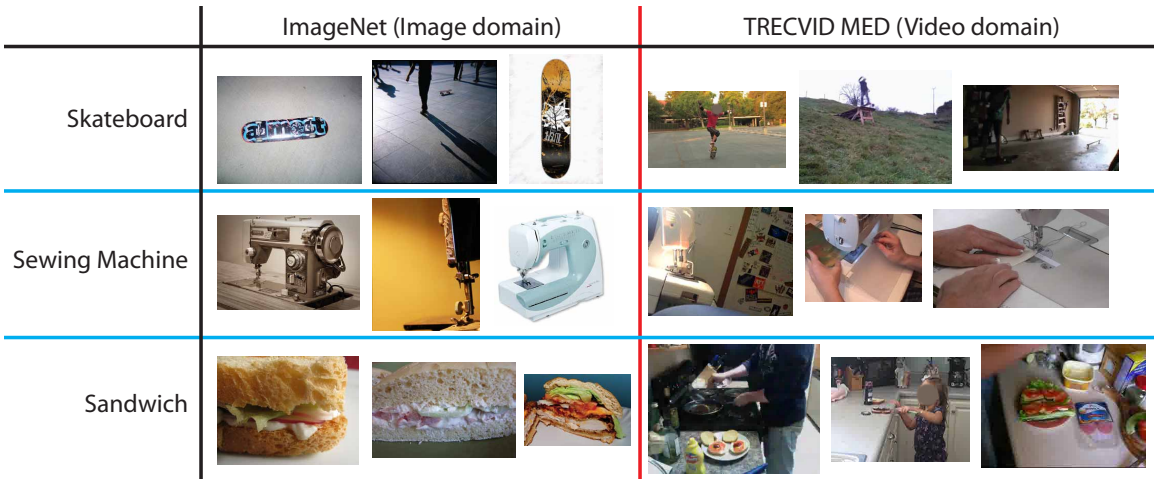 ImageNet (Image domain)
TRECVID MED (Video domain)
Skateboard
almost
Sewing Machine
Sandwich